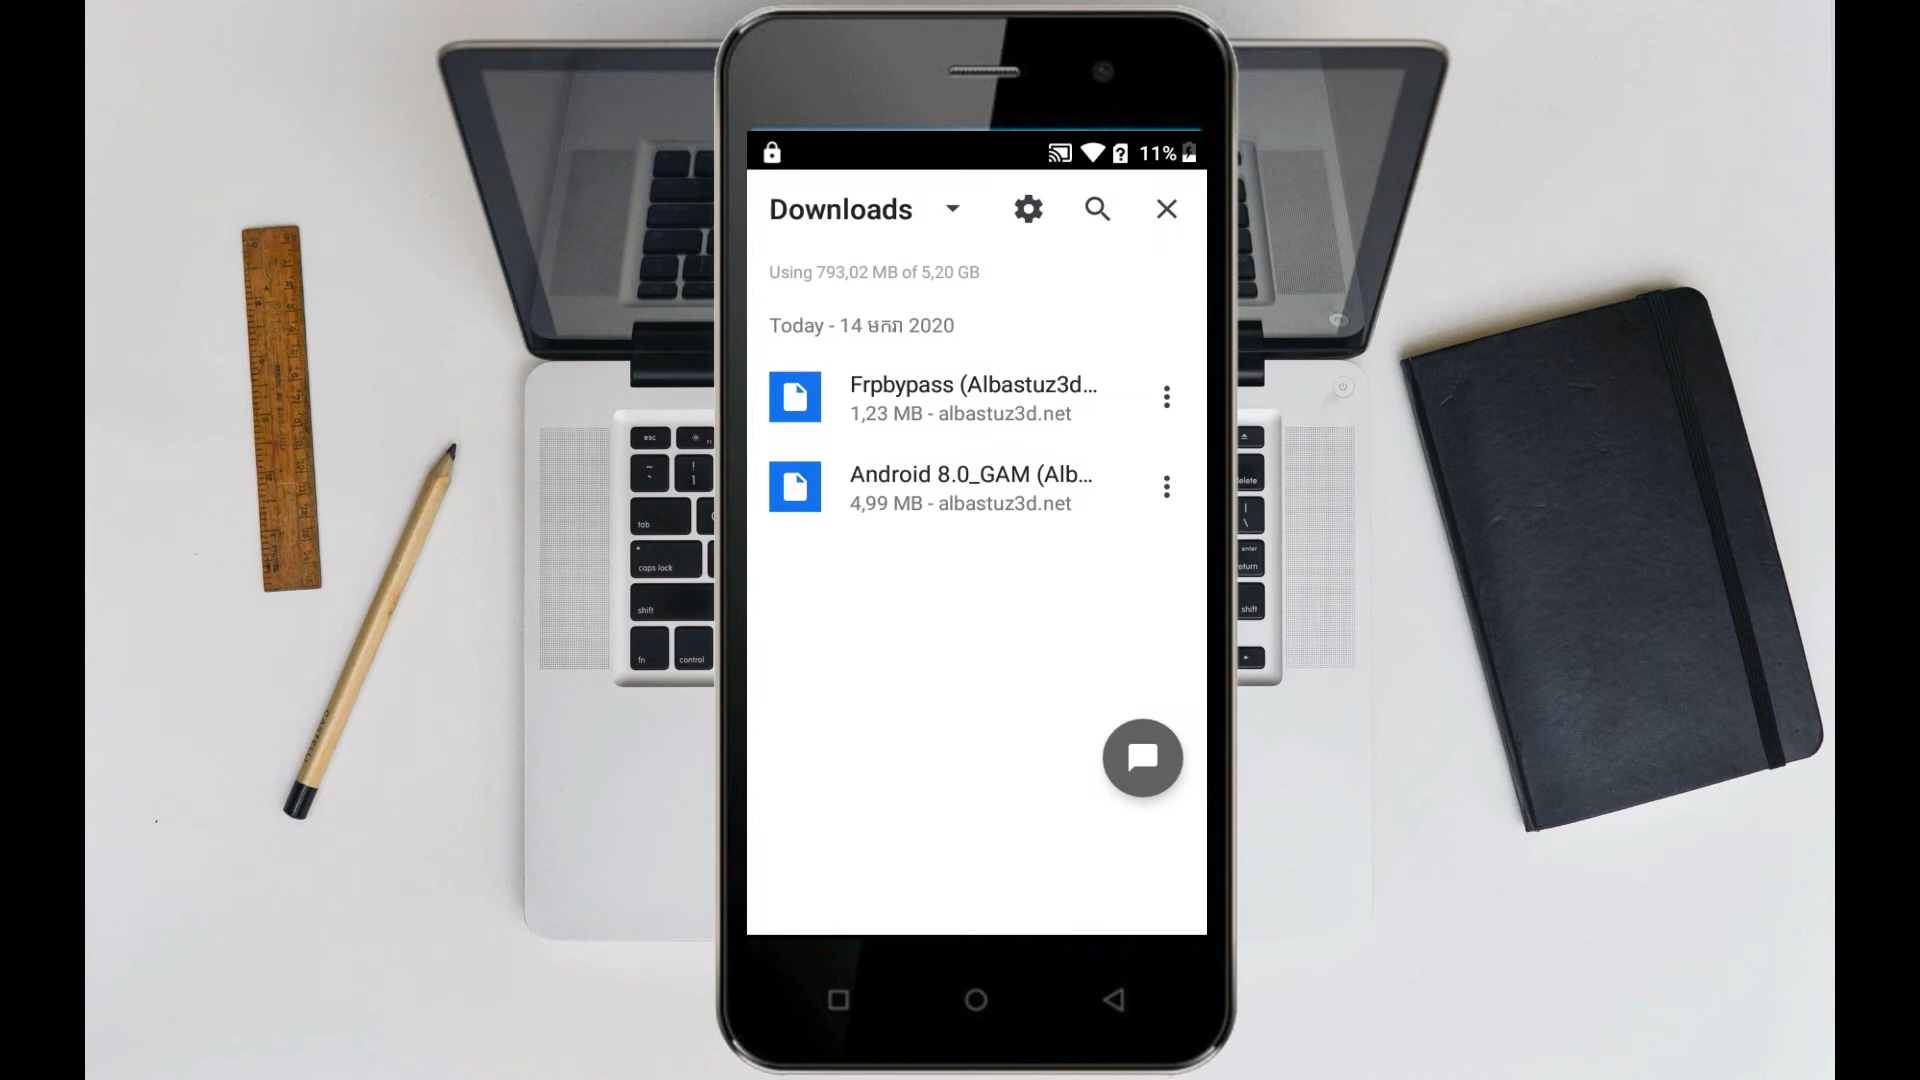 11%
Downloads
Using 793,02 MB of 5,20 GB
Today - 14 មករា 2020
Frpbypass (Albastuz3d...
1,23 MB - albastuz3d.net
Android 8.0_GAM (Alb...
4,99 MB - albastuz3d.net
esc
tab
caps lock
shift
fn
control
delete
enter
return
shift